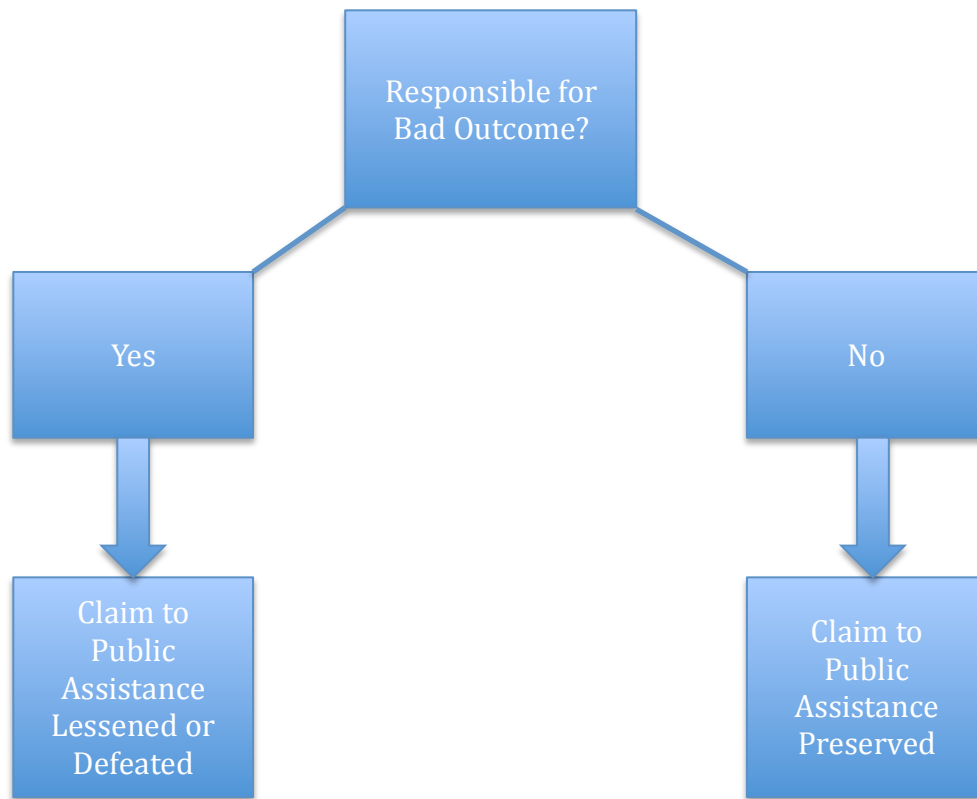 Responsible for
Bad Outcome?
Yes
No
Claim to
Public
Assistance
Lessened or
Defeated
Claim to
Public
Assistance
Preserved